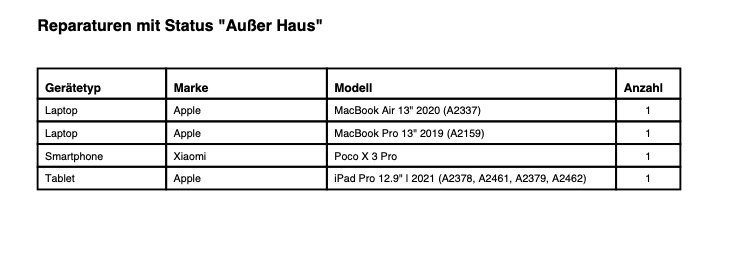 Reparaturen mit Status "Außer Haus"
Gerätetyp Marke Modell Anzahl
Laptop Apple MacBook Air 13" 2020 (A2337) 1
Laptop Apple MacBook Pro 13" 2019 (A2159) 1
Smartphone Xiaomi Poco X 3 Pro 1
Tablet Apple iPad Pro 12.9" | 2021 (A2378, A2461, A2379, A2462) 1